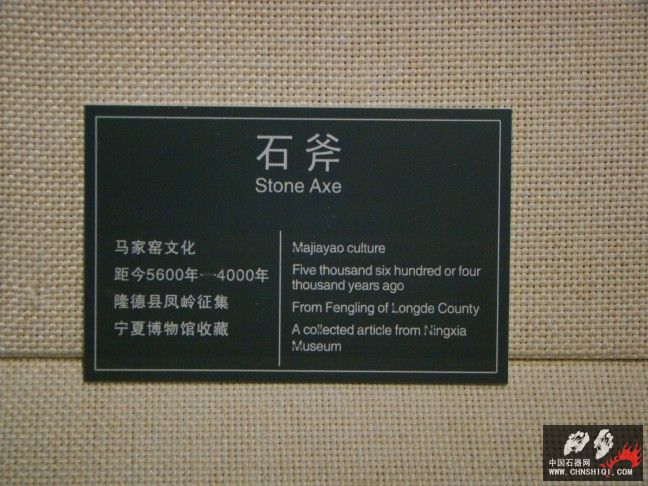 石斧
Stone Axe
马家窑文化
距今5600年—4000年
隆德县凤岭征集
宁夏博物馆收藏
Majiayao culture
Five thousand six hundred or four
thousand years ago
From Fengling of Longde County
A collected article from Ningxia
Museum
中国石器网
WWW.CHNSHIQI.COM